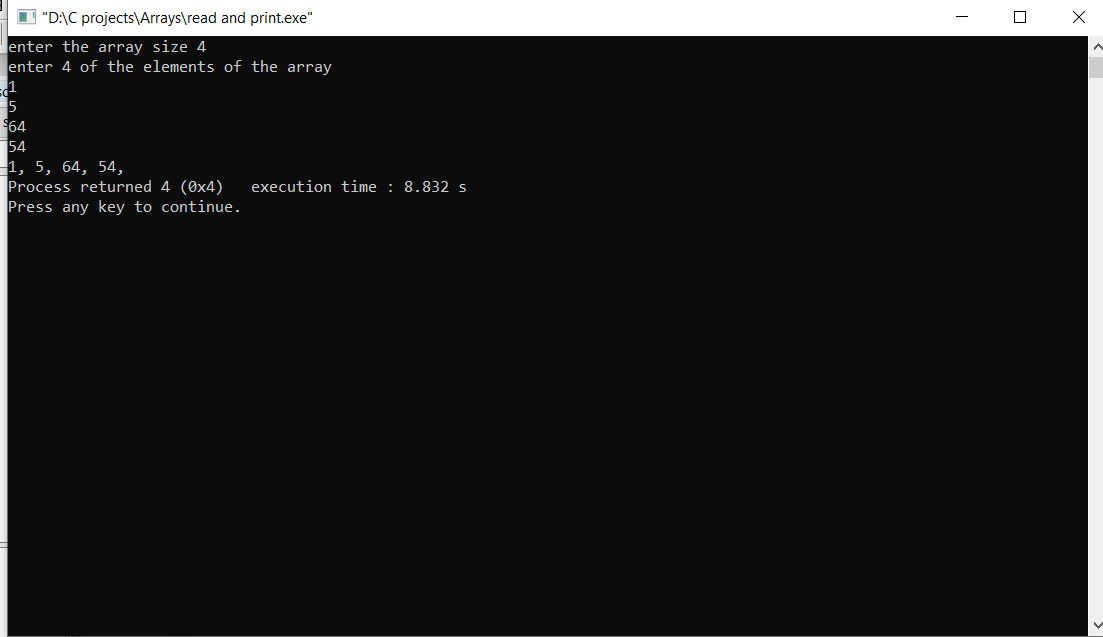 "D:\C projects\Arrays\read and print.exe"
enter the array size 4
enter 4 of the elements of the array
1
5
64
54
1, 5, 64, 54,
Process returned 4 (0x4)   execution time : 8.832 s
Press any key to continue.